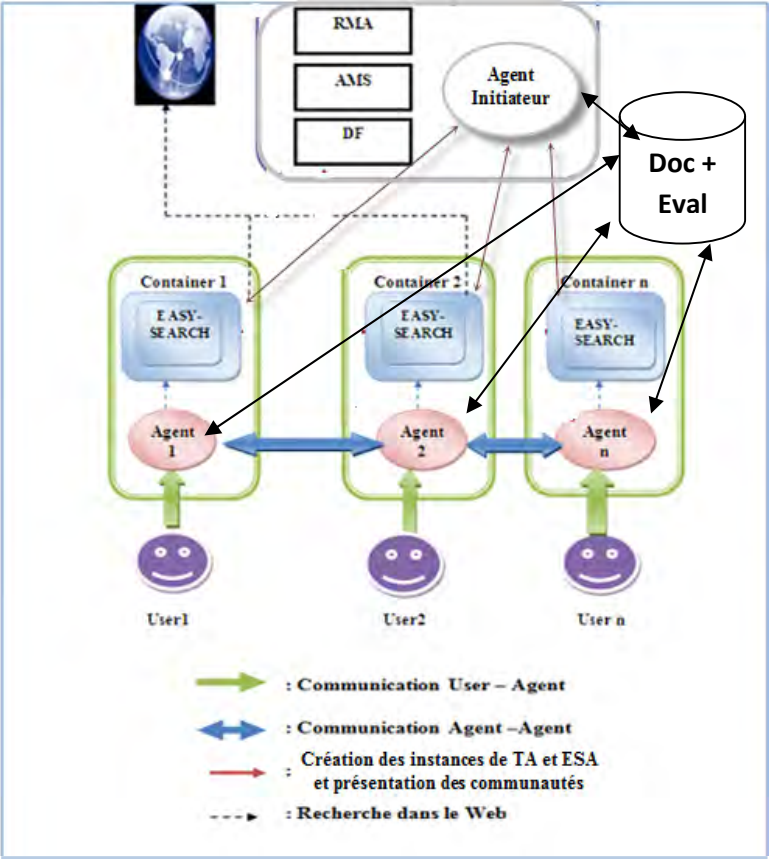 RMA
AMS
DF
Agent
Initiateur
Doc +
Eval
Container 1
EASY-
SEARCH
Agent
1
User1
Container 2
EASY-
SEARCH
Agent
2
User2
Container n
EASY-
SEARCH
Agent
n
User n
: Communication User – Agent
: Communication Agent –Agent
: Création des instances de TA et ESA
et présentation des communautés
: Recherche dans le Web